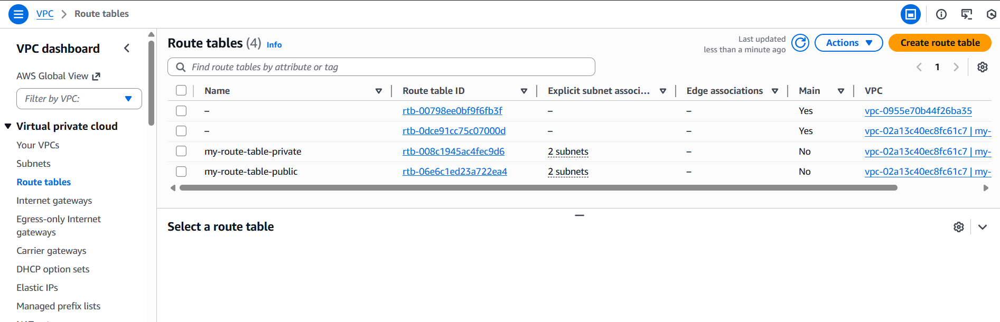 VPC > Route tables
VPC dashboard
AWS Global View
Filter by VPC:
Virtual private cloud
Your VPCs
Subnets
Route tables
Internet gateways
Egress-only Internet
gateways
Carrier gateways
DHCP option sets
Elastic IPs
Managed prefix lists
Route tables (4) Info
Last updated
less than a minute ago
Actions
Create route table
Find route tables by attribute or tag
1
Name Route table ID Explicit subnet associ... Edge associations Main VPC
– rtb-00798ee0bf9f6fb3f – – Yes vpc-0955e70b44f26ba35
– rtb-0dce91cc75c07000d – – Yes vpc-02a13c40ec8fc61c7 | my-
my-route-table-private rtb-008c1945ac4fec9d6 2 subnets – No vpc-02a13c40ec8fc61c7 | my-
my-route-table-public rtb-06e6c1ed23a722ea4 2 subnets – No vpc-02a13c40ec8fc61c7 | my-
Select a route table